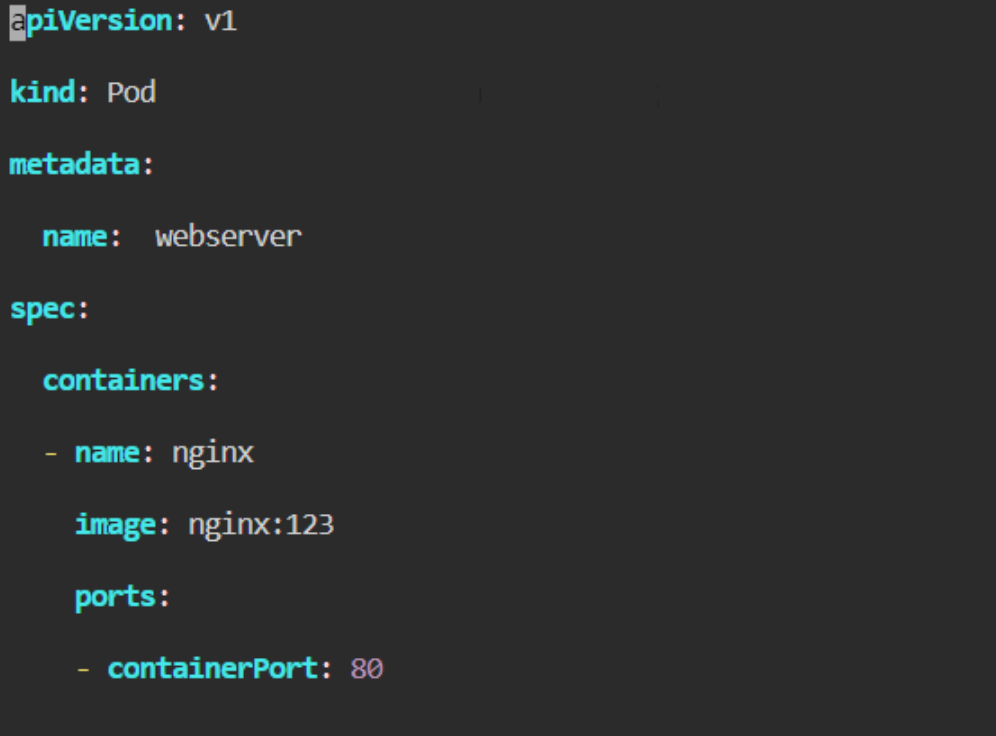 apiVersion: v1
kind: Pod
metadata:
  name:  webserver
spec:
  containers:
  - name: nginx
    image: nginx:123
    ports:
    - containerPort: 80